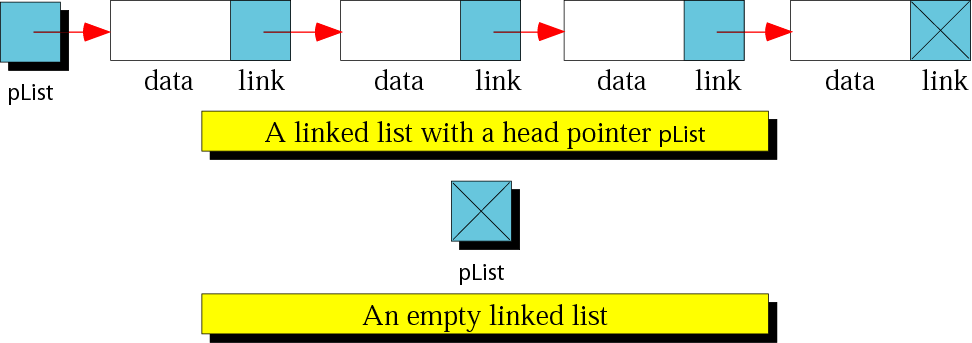 data link data link data link data link
pList
A linked list with a head pointer pList
pList
An empty linked list